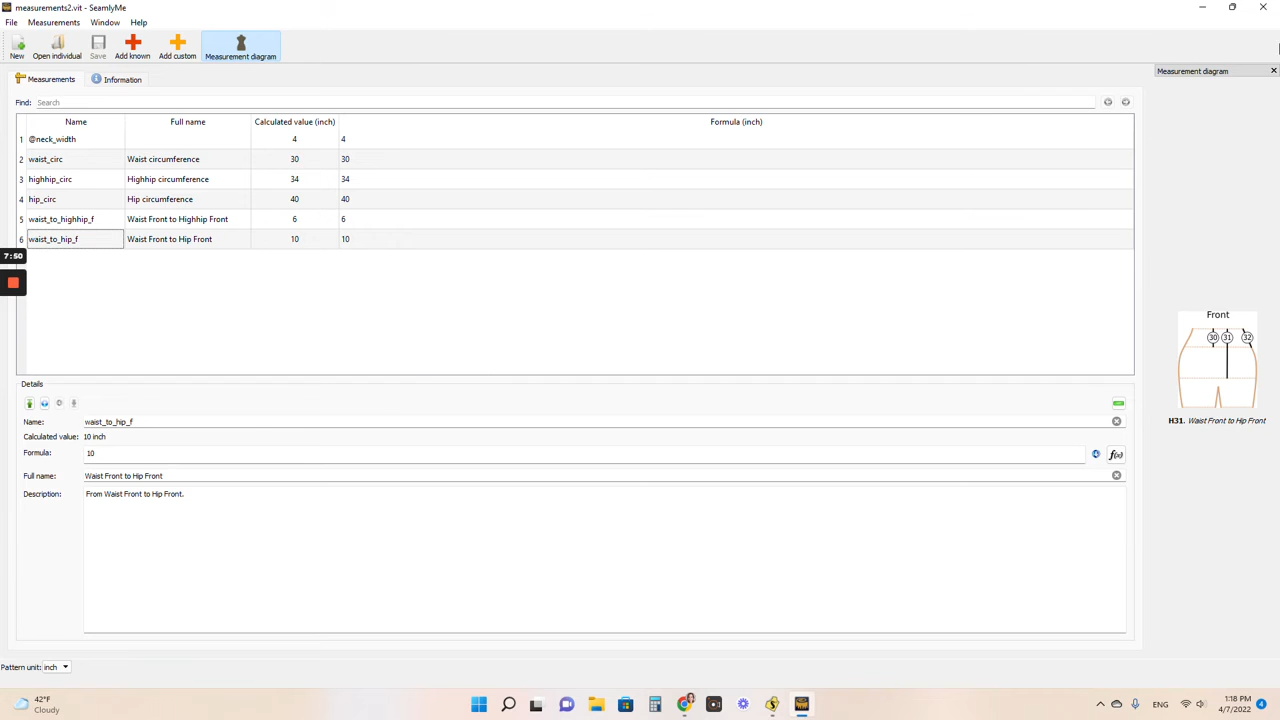 measurements2.vit - SeamlyMe
File Measurements Window Help
New Open individual Save Add known Add custom Measurement diagram
Measurements Information
Measurement diagram
Find: Search
Name Full name Calculated value (inch) Formula (inch)
1 @neck_width 4 4
2 waist_circ Waist circumference 30 30
3 highhip_circ Highhip circumference 34 34
4 hip_circ Hip circumference 40 40
5 waist_to_highhip_f Waist Front to Highhip Front 6 6
6 waist_to_hip_f Waist Front to Hip Front 10 10
7:50
Front
30 31 32
H31. Waist Front to Hip Front
Details
Name: waist_to_hip_f
Calculated value: 10 inch
Formula: 10
f(x)
Full name: Waist Front to Hip Front
Description: From Waist Front to Hip Front.
Pattern unit: inch
42°F
Cloudy
ENG
1:18 PM
4/7/2022
4